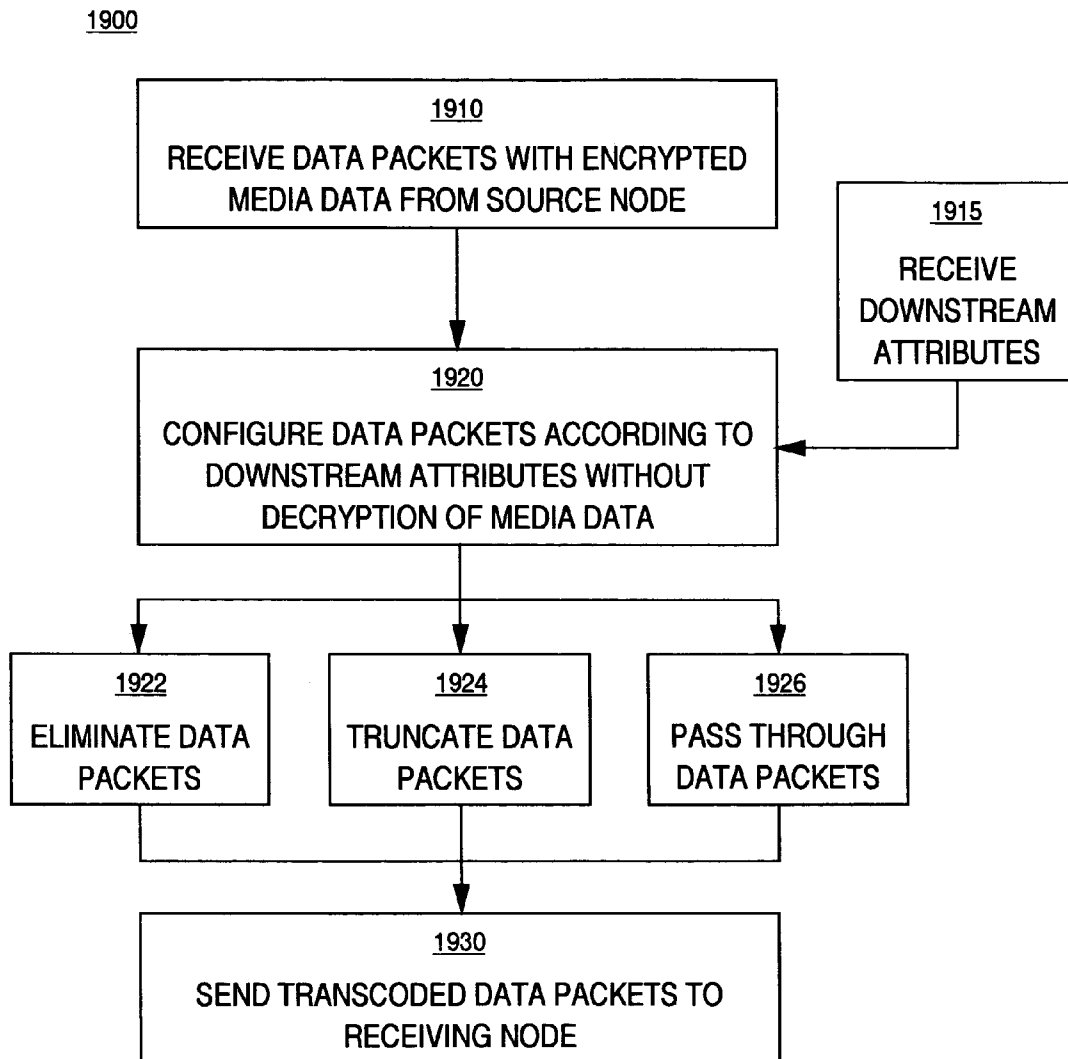 1900
1910
RECEIVE DATA PACKETS WITH ENCRYPTED
MEDIA DATA FROM SOURCE NODE
1915
RECEIVE
DOWNSTREAM
ATTRIBUTES
1920
CONFIGURE DATA PACKETS ACCORDING TO
DOWNSTREAM ATTRIBUTES WITHOUT
DECRYPTION OF MEDIA DATA
1922
ELIMINATE DATA
PACKETS
1924
TRUNCATE DATA
PACKETS
1926
PASS THROUGH
DATA PACKETS
1930
SEND TRANSCODED DATA PACKETS TO
RECEIVING NODE